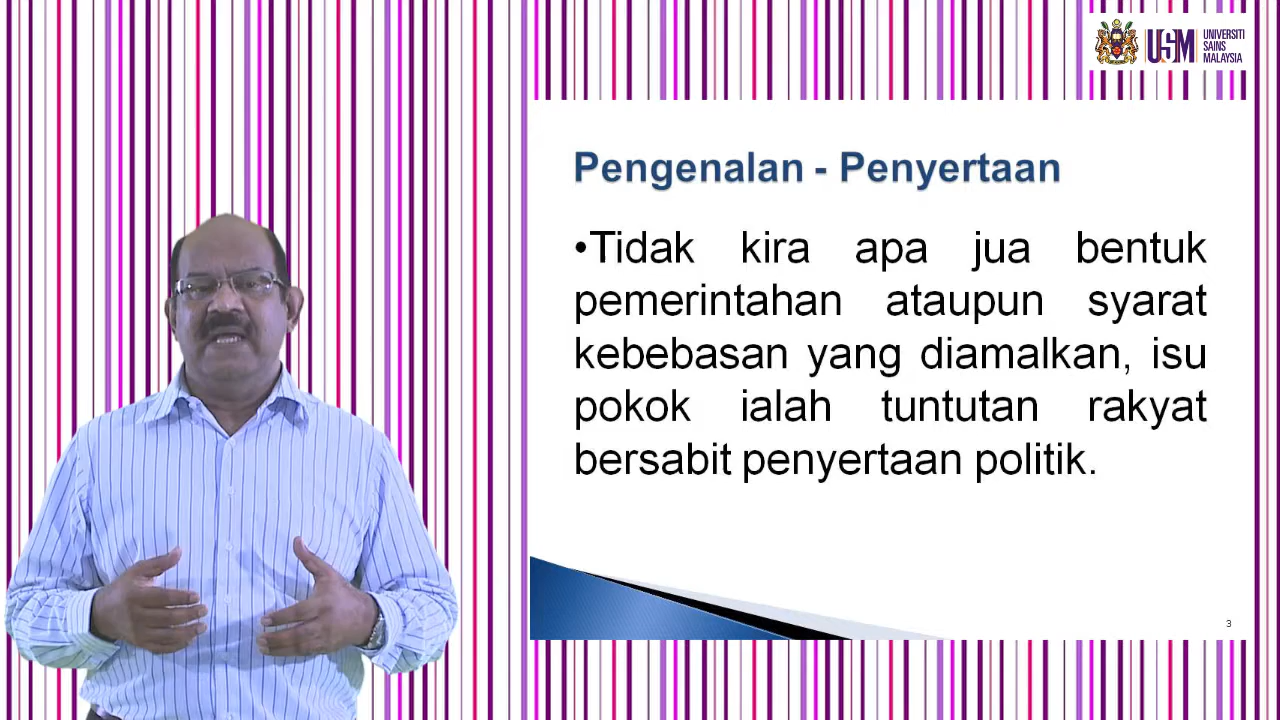 USM
UNIVERSITI
SAINS
MALAYSIA
Pengenalan - Penyertaan
•Tidak kira apa jua bentuk
pemerintahan ataupun syarat
kebebasan yang diamalkan, isu
pokok ialah tuntutan rakyat
bersabit penyertaan politik.
3